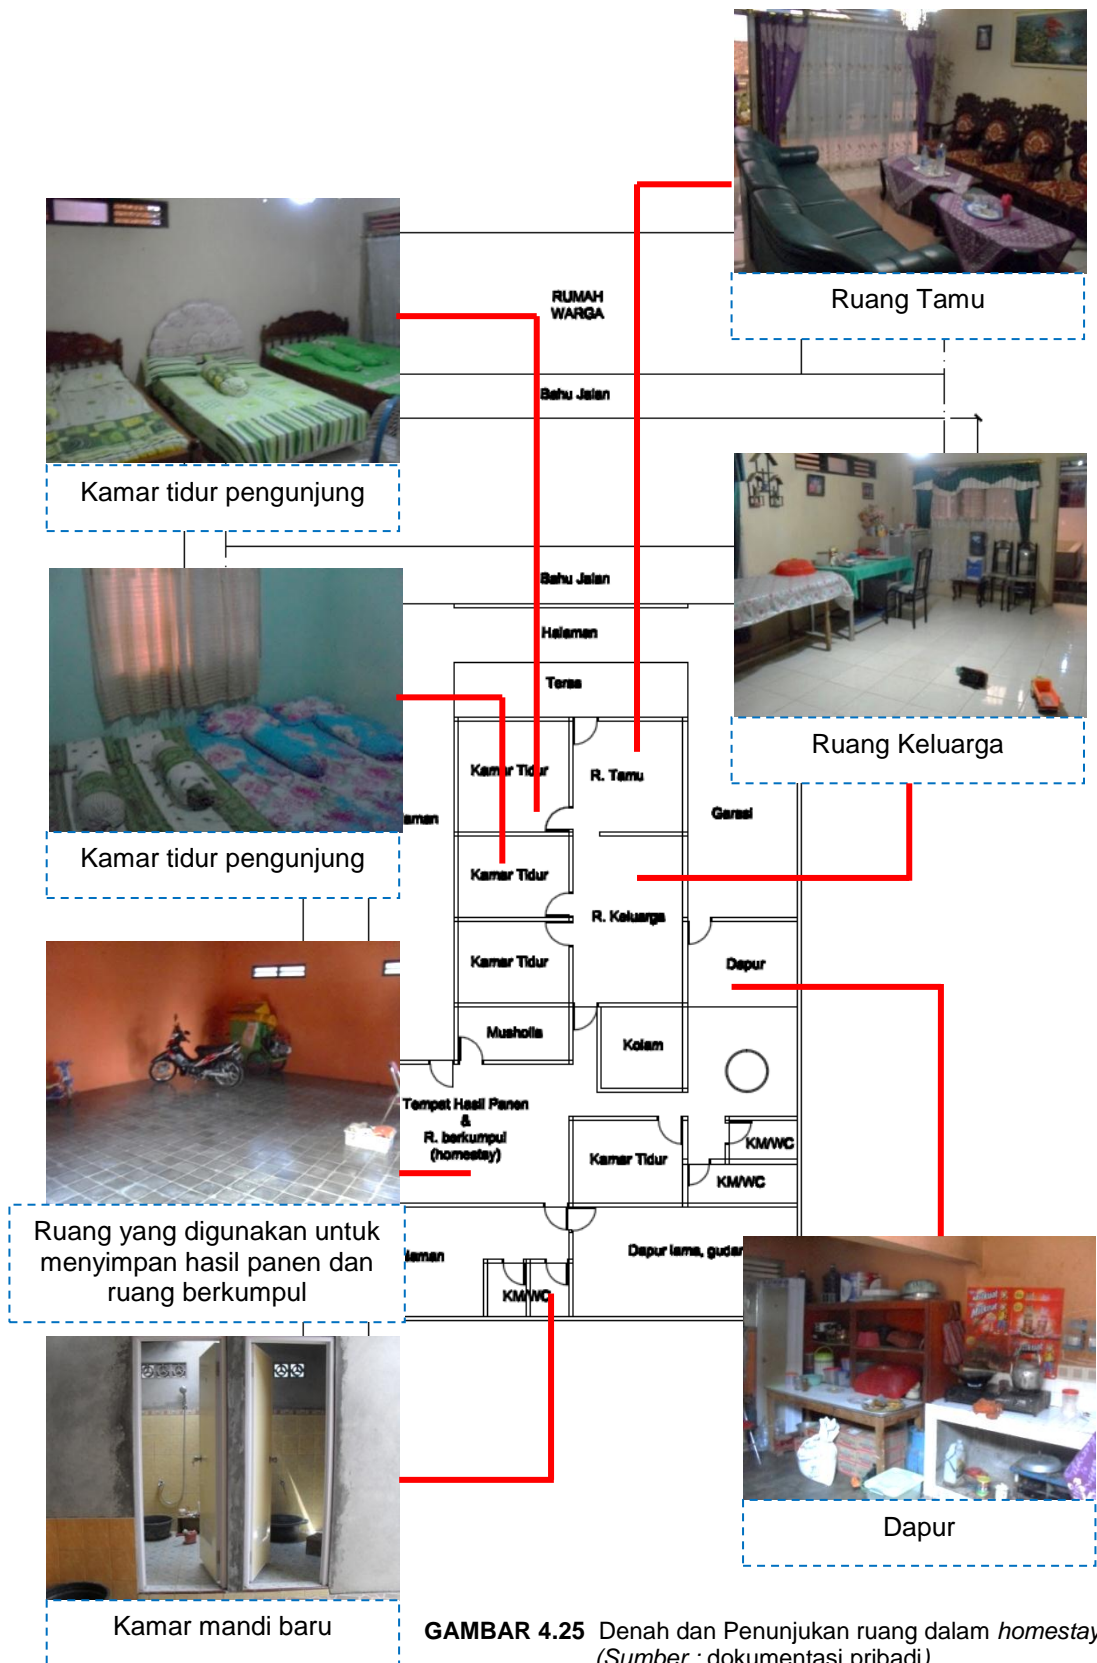 Ruang Tamu
RUMAH
WARGA
Bahu Jalan
Kamar tidur pengunjung
Bahu Jalan
Halaman
Teras
Ruang Keluarga
Kamar Tidur
R. Tamu
Garasi
aman
Kamar tidur pengunjung
Kamar Tidur
R. Keluarga
Kamar Tidur
Dapur
Musholla
Kolam
Tempat Hasil Panen
&
R. berkumpul
(homestay)
Kamar Tidur
KM/WC
KM/WC
Ruang yang digunakan untuk
menyimpan hasil panen dan
ruang berkumpul
laman
Dapur lama, gudan
KM/WC
Dapur
Kamar mandi baru
GAMBAR 4.25 Denah dan Penunjukan ruang dalam homestay
(Sumber : dokumentasi pribadi)